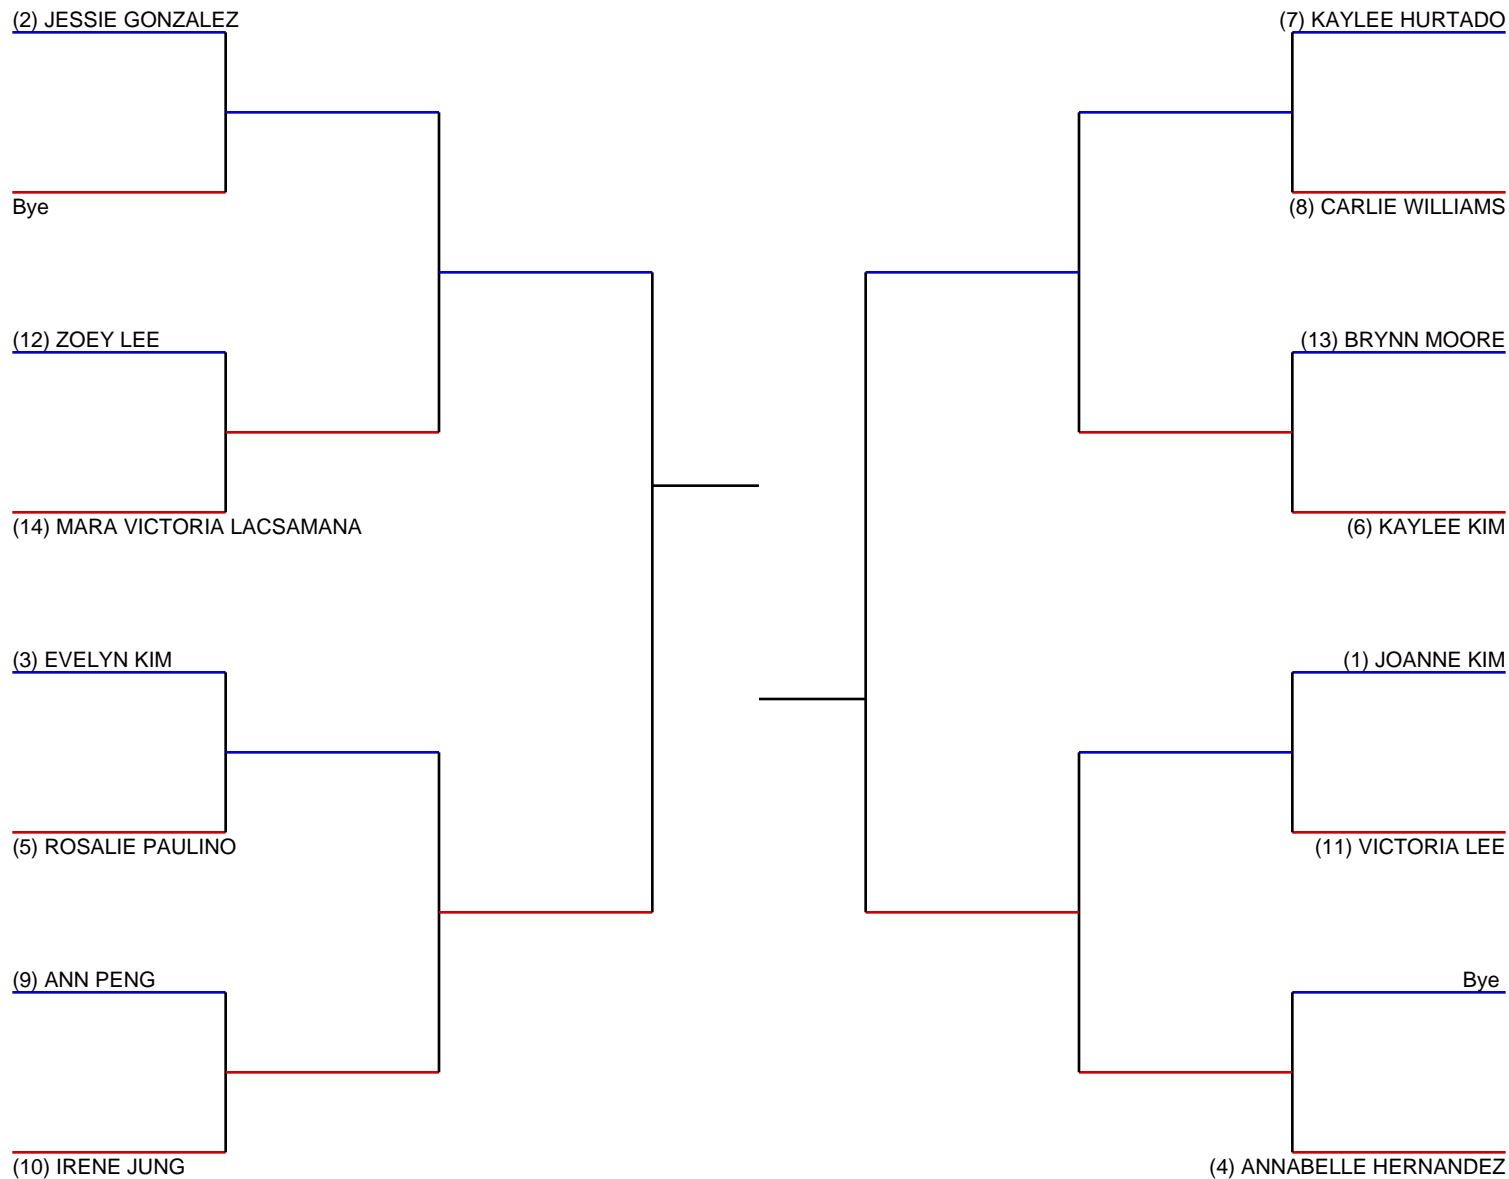 (2) JESSIE GONZALEZ
Bye
(12) ZOEY LEE
(14) MARA VICTORIA LACSAMANA
(3) EVELYN KIM
(5) ROSALIE PAULINO
(9) ANN PENG
(10) IRENE JUNG
(7) KAYLEE HURTADO
(8) CARLIE WILLIAMS
(13) BRYNN MOORE
(6) KAYLEE KIM
(1) JOANNE KIM
(11) VICTORIA LEE
Bye
(4) ANNABELLE HERNANDEZ